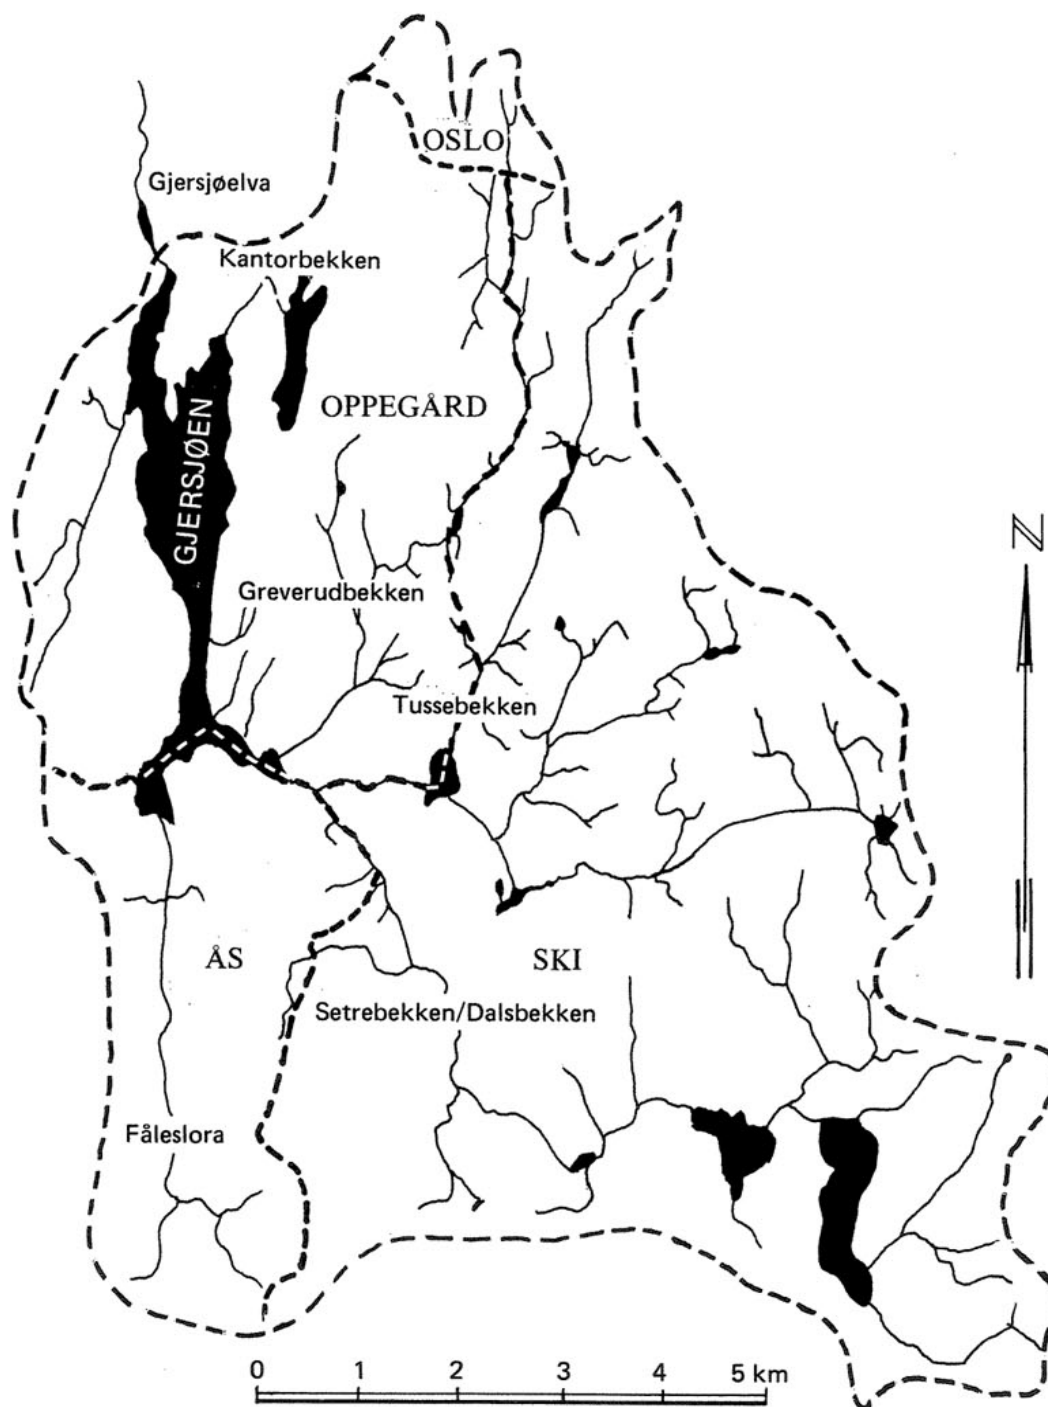 OSLO
Gjersjøelva
Kantorbekken
OPPEGÅRD
GJERSJØEN
N
Greverudbekken
Tussebekken
ÅS
SKI
Setrebekken/Dalsbekken
Fåleslora
0 1 2 3 4 5 km